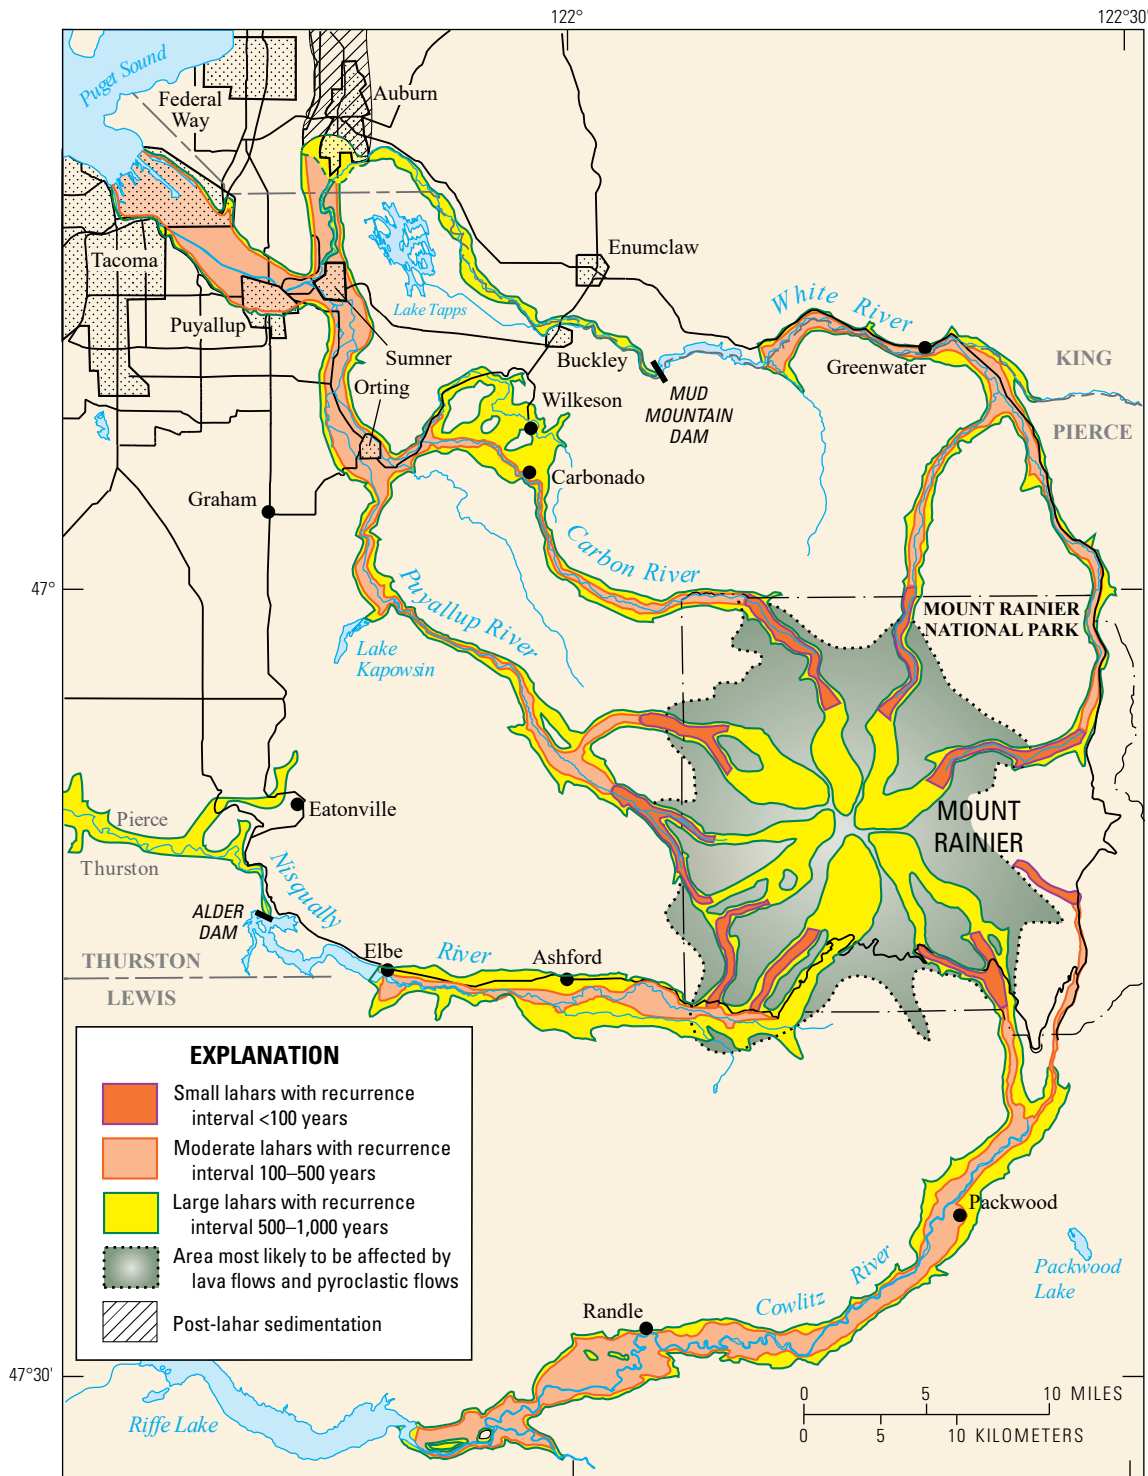 122°
122°30'
Puget Sound
Federal
Way
Auburn
Tacoma
Enumclaw
Lake Tapps
White River
Puyallup
Sumner
Buckley
Greenwater
KING
PIERCE
Orting
Wilkeson
MUD
MOUNTAIN
DAM
Carbonado
Graham
Carbon River
47°
Puyallup River
MOUNT RAINIER
NATIONAL PARK
Lake
Kapowsin
Eatonville
Pierce
Thurston
MOUNT
RAINIER
Nisqually
River
ALDER
DAM
Elbe
Ashford
THURSTON
LEWIS
EXPLANATION
Small lahars with recurrence
interval <100 years
Moderate lahars with recurrence
interval 100–500 years
Large lahars with recurrence
interval 500–1,000 years
Area most likely to be affected by
lava flows and pyroclastic flows
Post-lahar sedimentation
Packwood
Packwood
Lake
Cowlitz
River
Randle
47°30'
Riffe Lake
0 5 10 MILES
0 5 10 KILOMETERS